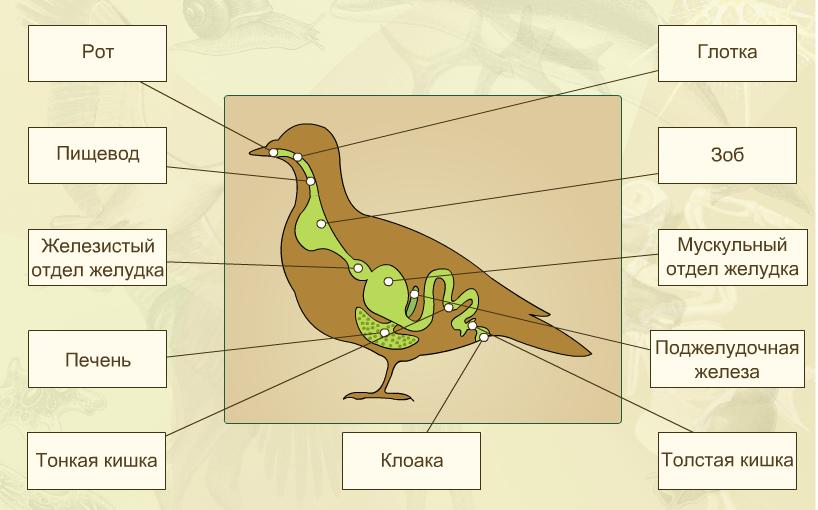 Рот
Глотка
Пищевод
Зоб
Железистый
отдел желудка
Мускульный
отдел желудка
Печень
Поджелудочная
железа
Тонкая кишка
Клоака
Толстая кишка